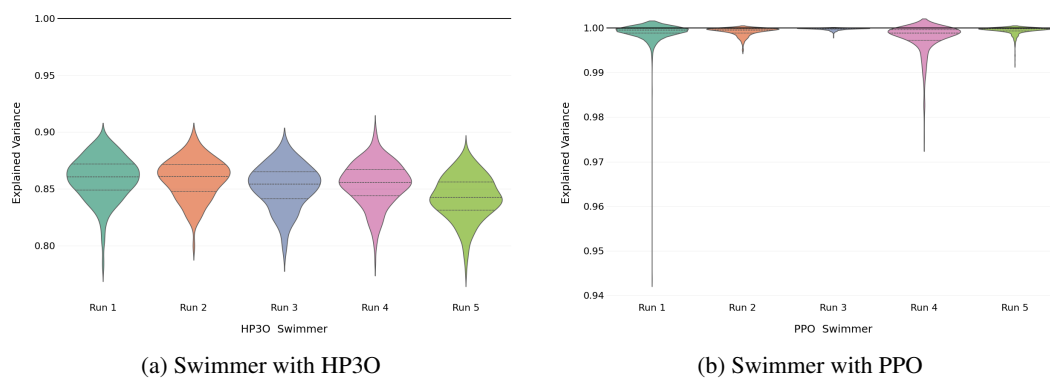 1.00
0.95
0.90
0.85
0.80
Explained Variance
Run 1 Run 2 Run 3 Run 4 Run 5
HP3O Swimmer
(a) Swimmer with HP3O
1.00
0.99
0.98
0.97
0.96
0.95
0.94
Explained Variance
Run 1 Run 2 Run 3 Run 4 Run 5
PPO Swimmer
(b) Swimmer with PPO